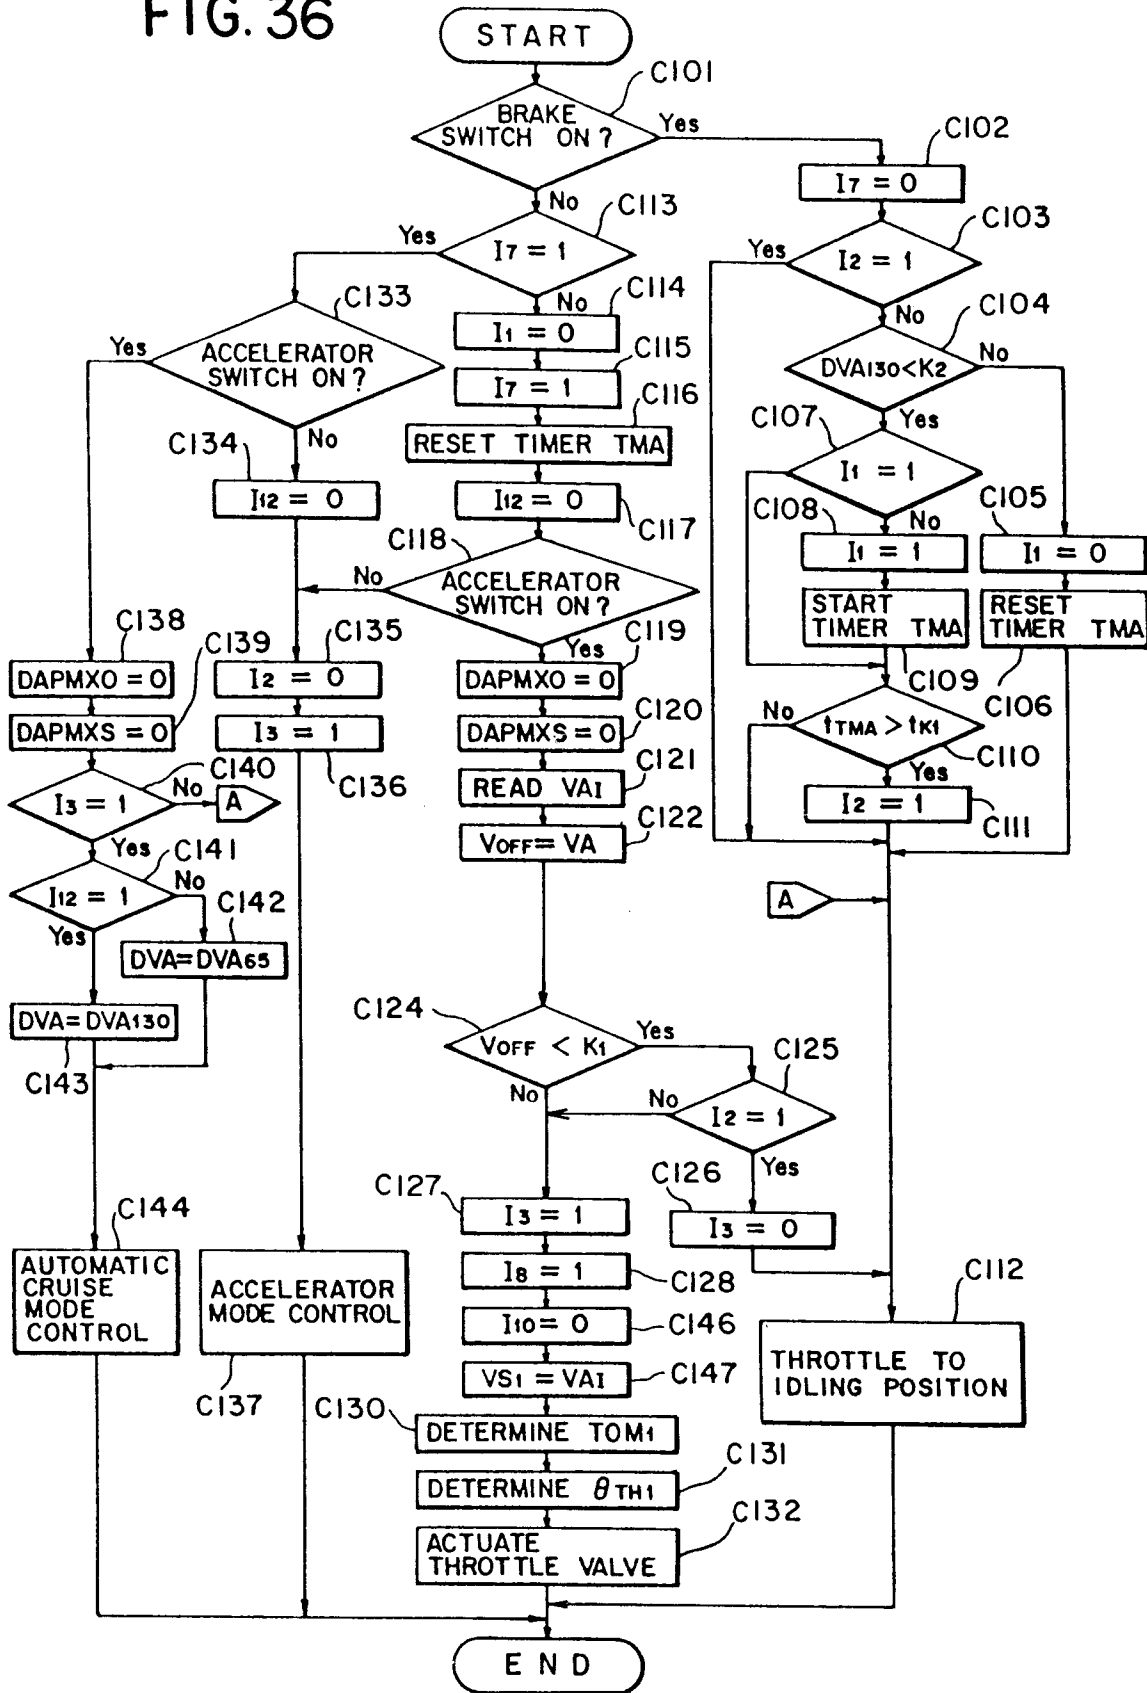 FIG. 36
START
C101
BRAKE
SWITCH ON ?
Yes
C102
I7 = 0
No
C113
C103
Yes
I7 = 1
Yes
I2 = 1
No
C114
No
C104
C133
I1 = 0
Yes
ACCELERATOR
SWITCH ON ?
C115
DVA130<K2
No
I7 = 1
C116
C107
Yes
C134
No
RESET TIMER TMA
I1 = 1
I12 = 0
I12 = 0
C117
C108
No
C105
C118
I1 = 1
I1 = 0
No
ACCELERATOR
SWITCH ON ?
START
TIMER TMA
RESET
TIMER TMA
Yes
C138
C139
C135
C119
C109
C106
DAPMXO = 0
I2 = 0
DAPMXO = 0
No
tTMA > tK1
C110
DAPMXS = 0
I3 = 1
DAPMXS = 0
C120
Yes
C140
C136
C121
I3 = 1
No
A
READ VAI
I2 = 1
C111
Yes
C141
VOFF = VA
C122
I12 = 1
No
C142
A
Yes
DVA = DVA65
DVA = DVA130
C124
VOFF < K1
Yes
C125
C143
No
No
I2 = 1
Yes
C127
C126
I3 = 1
I3 = 0
C144
I8 = 1
C128
C112
AUTOMATIC
CRUISE
MODE
CONTROL
ACCELERATOR
MODE CONTROL
I10 = 0
C146
THROTTLE TO
IDLING POSITION
VS1 = VAI
C147
C137
C130
DETERMINE TOM1
C131
DETERMINE θTH1
C132
ACTUATE
THROTTLE VALVE
END